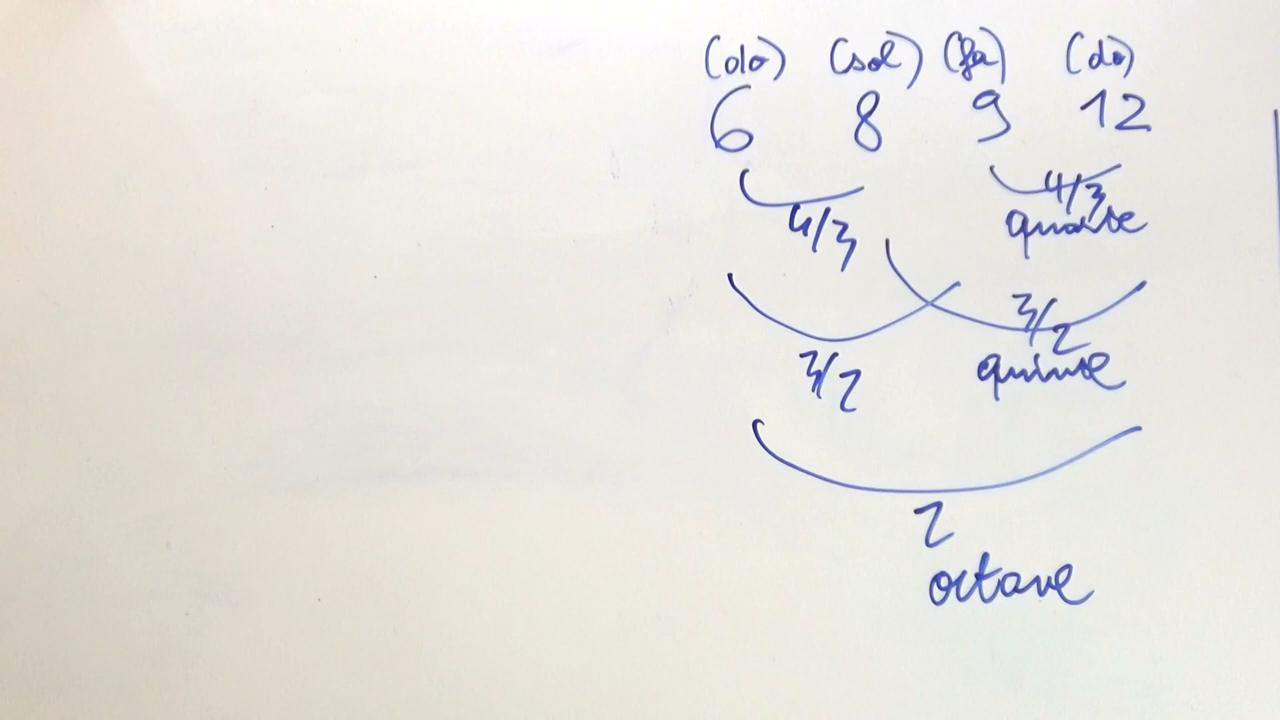 (do) (sol) (fa) (do)
6 8 9 12
4/3 4/3
quarte
3/2 3/2
quinte
2
octave